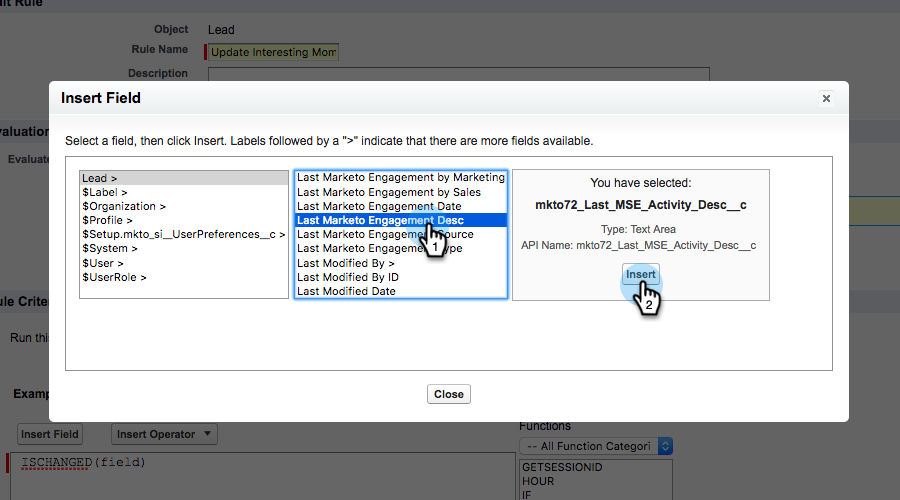 it Rule
Object Lead
Rule Name Update Interesting Mom
Description
Insert Field
Select a field, then click Insert. Labels followed by a ">" indicate that there are more fields available.
valuation
Evaluate
Lead >
$Label >
$Organization >
$Profile >
$Setup.mkto_si__UserPreferences__c >
$System >
$User >
$UserRole >
Last Marketo Engagement by Marketing
Last Marketo Engagement by Sales
Last Marketo Engagement Date
Last Marketo Engagement Desc
Last Marketo Engagement Source
Last Marketo Engagement Type
Last Modified By >
Last Modified By ID
Last Modified Date
1
You have selected:
mkto72_Last_MSE_Activity_Desc__c
Type: Text Area
API Name: mkto72_Last_MSE_Activity_Desc__c
Insert
2
ule Criter
Run this
Examp
Close
Insert Field
Insert Operator
Functions
-- All Function Categori
ISCHANGED(field)
GETSESSIONID
HOUR
IF